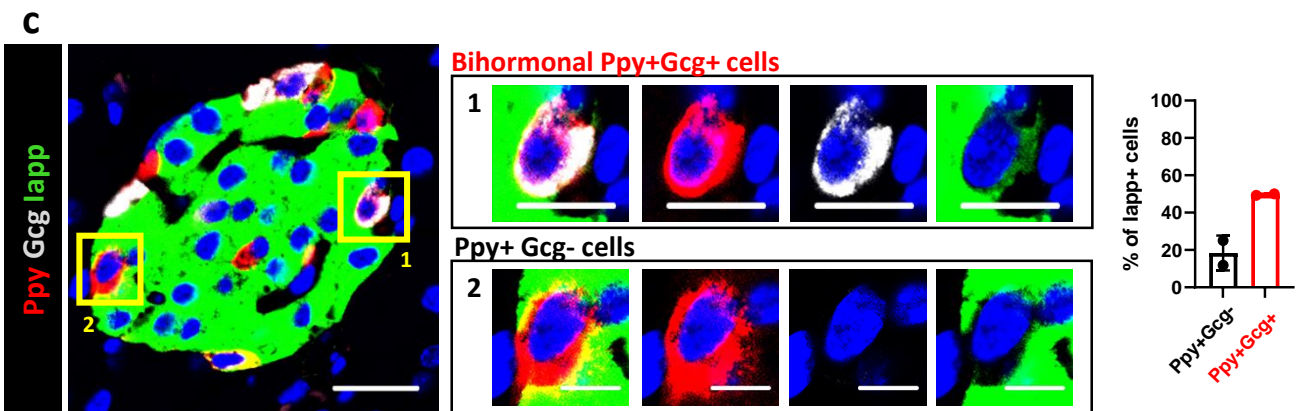 c
Ppy Gcg Iapp
1
2
Bihormonal Ppy+Gcg+ cells
1
Ppy+ Gcg- cells
2
% of Iapp+ cells
100
80
60
40
20
0
Ppy+Gcg-
Ppy+Gcg+